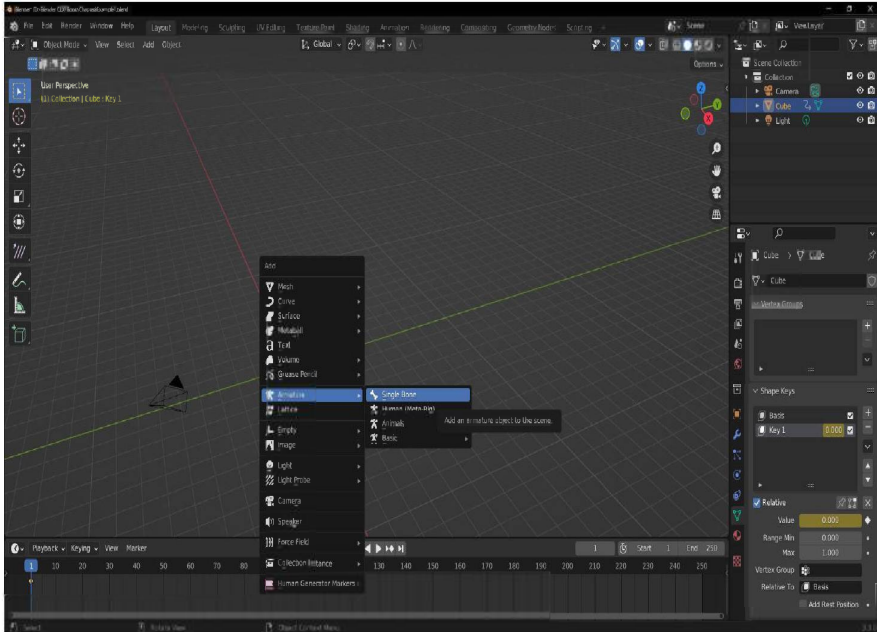 File Edit Render Window Help Layout Modeling Sculpting UV Editing Texture Paint Shading Animation Rendering Compositing Geometry Nodes Scripting + Scene ViewLayer
Object Mode View Select Add Object Global
Options
User Perspective
(1) Collection | Cube : Key 1
Scene Collection
Collection
Camera
Cube
Light
Cube > Cube
Cube
Vertex Groups
Shape Keys
Basis
Key 1 0.000
Relative
Value 0.000
Range Min 0.000
Max 1.000
Vertex Group
Relative To Basis
Add Rest Position
Add
Mesh
Curve
Surface
Metaball
Text
Volume
Grease Pencil
Armature
Lattice
Empty
Image
Light
Light Probe
Camera
Speaker
Force Field
Collection Instance
Human Generator Markers
Single Bone
Human (Meta-Rig)
Animals
Basic
Add an armature object to the scene.
Playback Keying View Marker 1 Start 1 End 250
1 10 20 30 40 50 60 70 80 130 140 150 160 170 180 190 200 210 220 230 240 250
Select Rotate View Object Context Menu